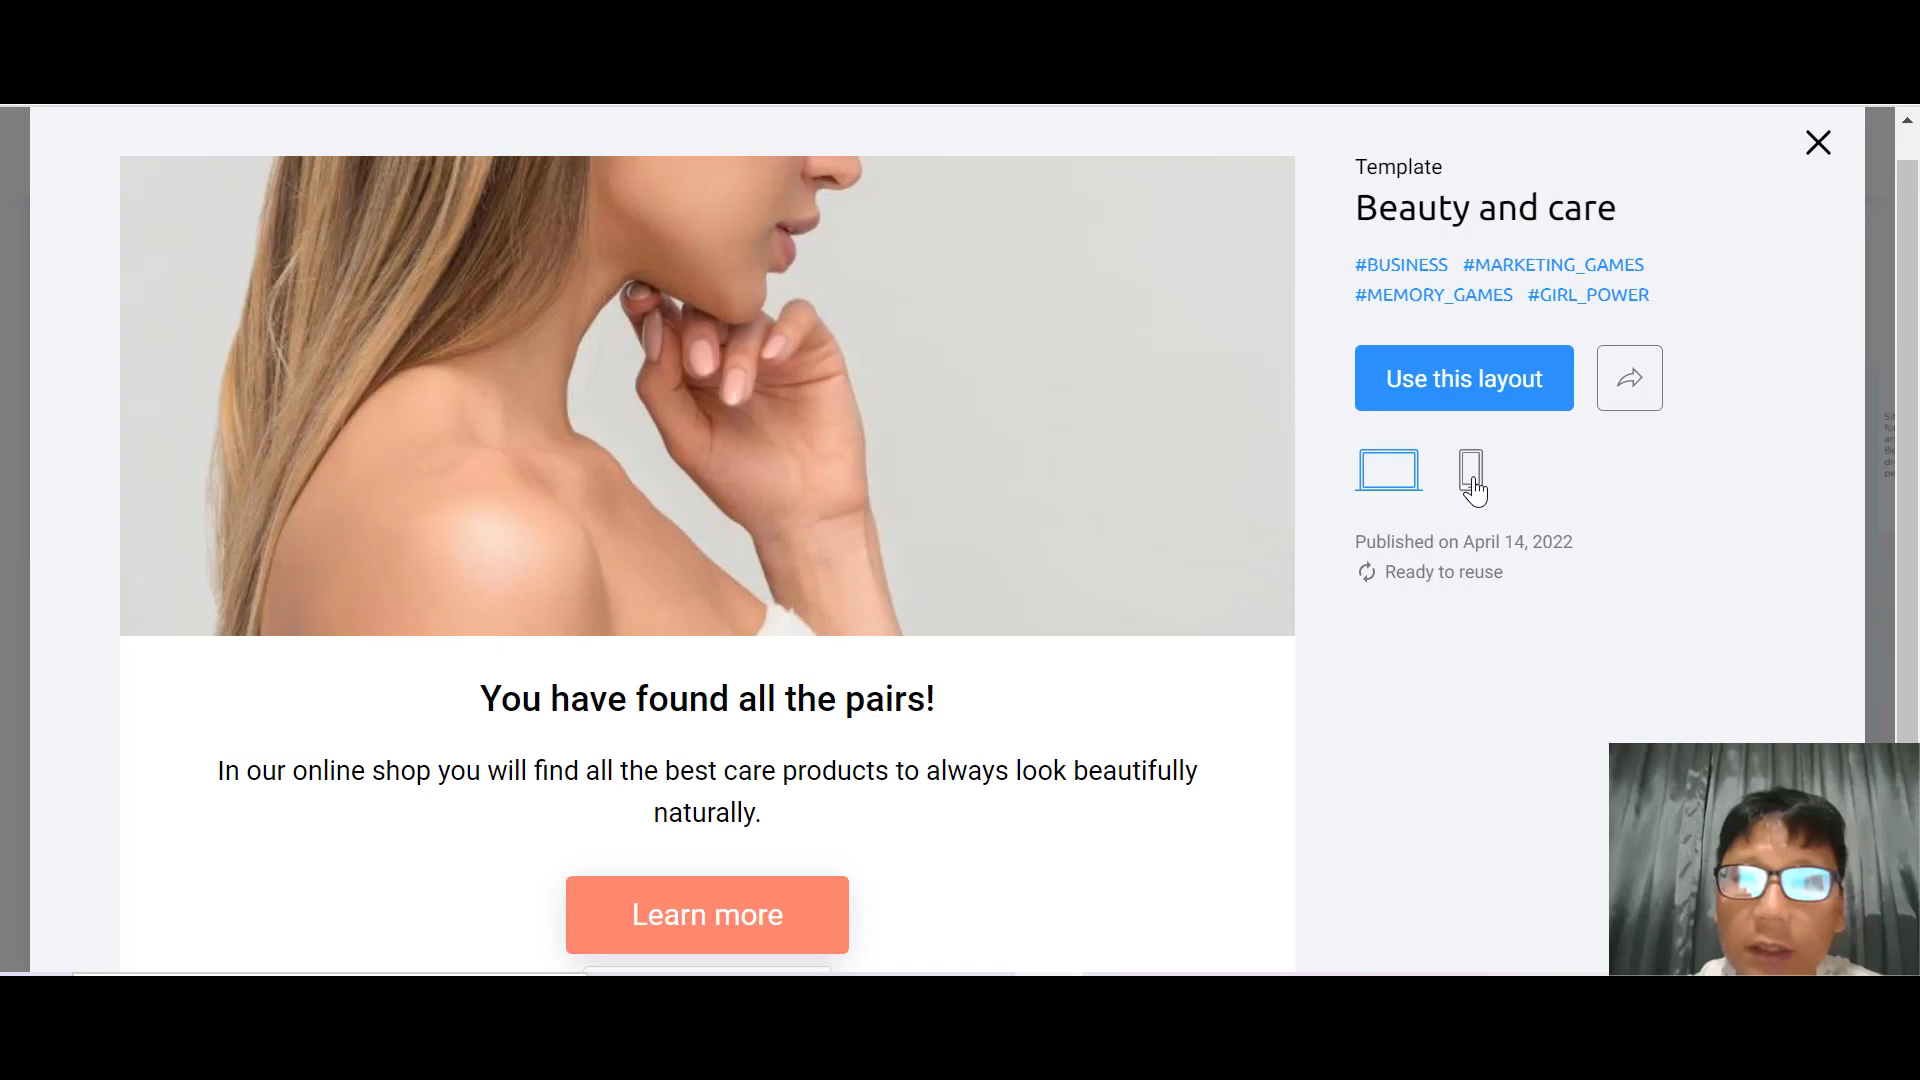 Template
Beauty and care
#BUSINESS #MARKETING_GAMES
#MEMORY_GAMES #GIRL_POWER
Use this layout
Published on April 14, 2022
Ready to reuse
You have found all the pairs!
In our online shop you will find all the best care products to always look beautifully
naturally.
Learn more